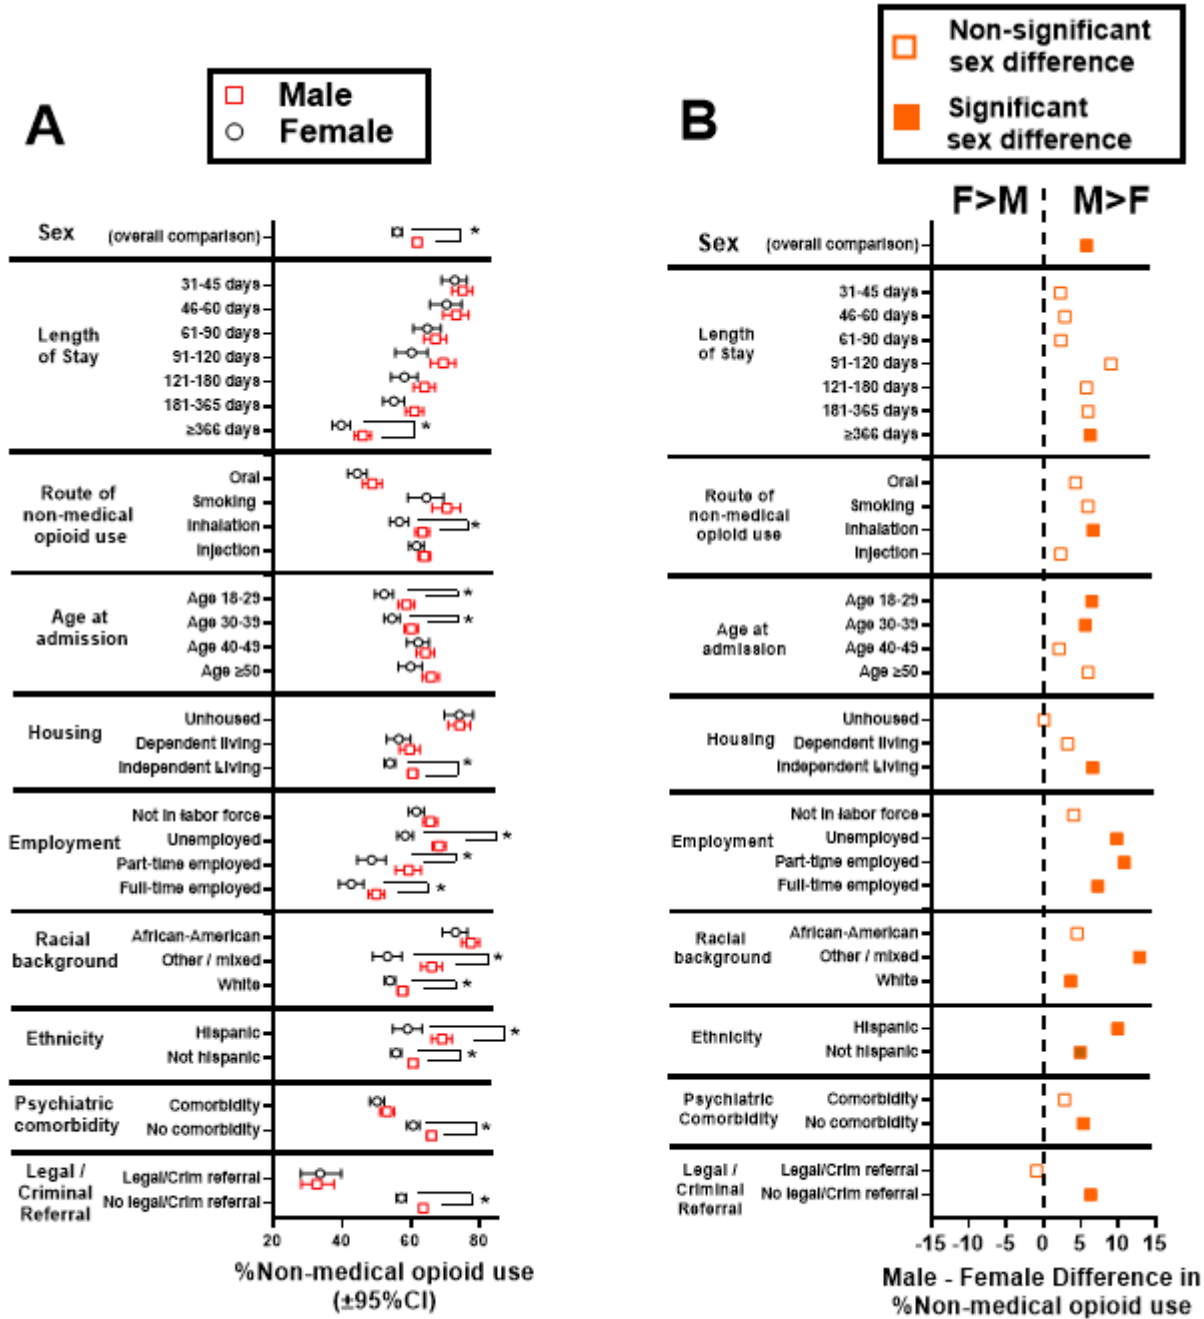 A
Male
Female
Sex (overall comparison) *
Length of Stay
31-45 days
46-60 days
61-90 days
91-120 days
121-180 days
181-365 days
≥366 days *
Route of non-medical opioid use
Oral
Smoking
Inhalation *
Injection
Age at admission
Age 18-29 *
Age 30-39 *
Age 40-49
Age ≥50
Housing
Unhoused
Dependent living
Independent Living *
Employment
Not in labor force
Unemployed *
Part-time employed *
Full-time employed *
Racial background
African-American
Other / mixed *
White *
Ethnicity
Hispanic *
Not hispanic *
Psychiatric comorbidity
Comorbidity
No comorbidity *
Legal / Criminal Referral
Legal/Crim referral
No legal/Crim referral *
20 40 60 80
%Non-medical opioid use
(±95%CI)
B
Non-significant
sex difference
Significant
sex difference
F>M M>F
Sex (overall comparison)
Length of Stay
31-45 days
46-60 days
61-90 days
91-120 days
121-180 days
181-365 days
≥366 days
Route of non-medical opioid use
Oral
Smoking
Inhalation
Injection
Age at admission
Age 18-29
Age 30-39
Age 40-49
Age ≥50
Housing
Unhoused
Dependent living
Independent Living
Employment
Not in labor force
Unemployed
Part-time employed
Full-time employed
Racial background
African-American
Other / mixed
White
Ethnicity
Hispanic
Not hispanic
Psychiatric Comorbidity
Comorbidity
No comorbidity
Legal / Criminal Referral
Legal/Crim referral
No legal/Crim referral
-15 -10 -5 0 5 10 15
Male - Female Difference in
%Non-medical opioid use